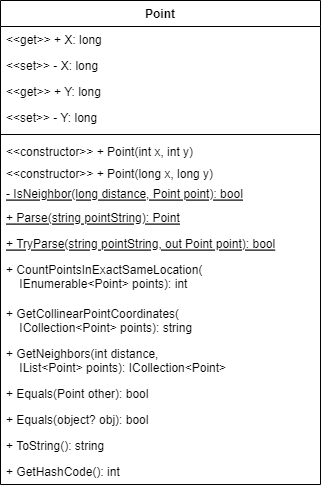 Point
<<get>> + X: long
<<set>> - X: long
<<get>> + Y: long
<<set>> - Y: long
<<constructor>> + Point(int x, int y)
<<constructor>> + Point(long x, long y)
- IsNeighbor(long distance, Point point): bool
+ Parse(string pointString): Point
+ TryParse(string pointString, out Point point): bool
+ CountPointsInExactSameLocation(
IEnumerable<Point> points): int
+ GetCollinearPointCoordinates(
ICollection<Point> points): string
+ GetNeighbors(int distance,
IList<Point> points): ICollection<Point>
+ Equals(Point other): bool
+ Equals(object? obj): bool
+ ToString(): string
+ GetHashCode(): int